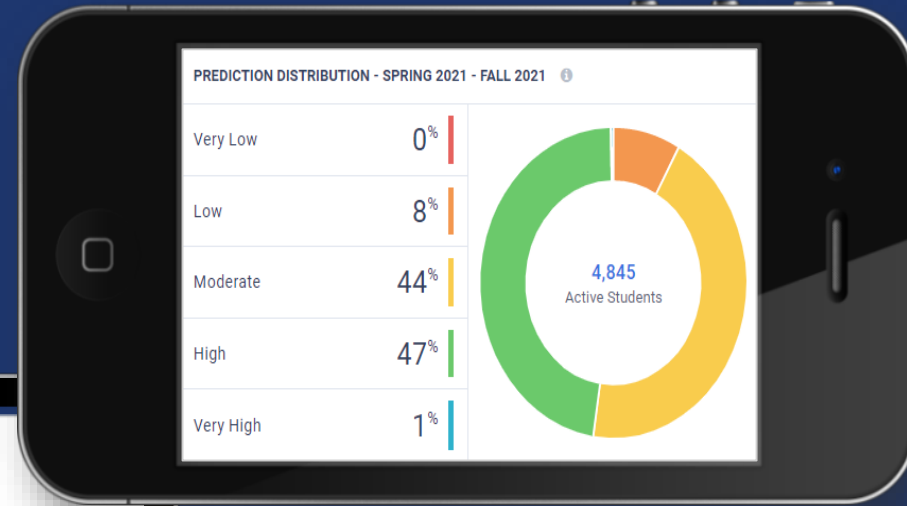 PREDICTION DISTRIBUTION - SPRING 2021 - FALL 2021
Very Low 0%
Low 8%
Moderate 44%
High 47%
Very High 1%
4,845
Active Students